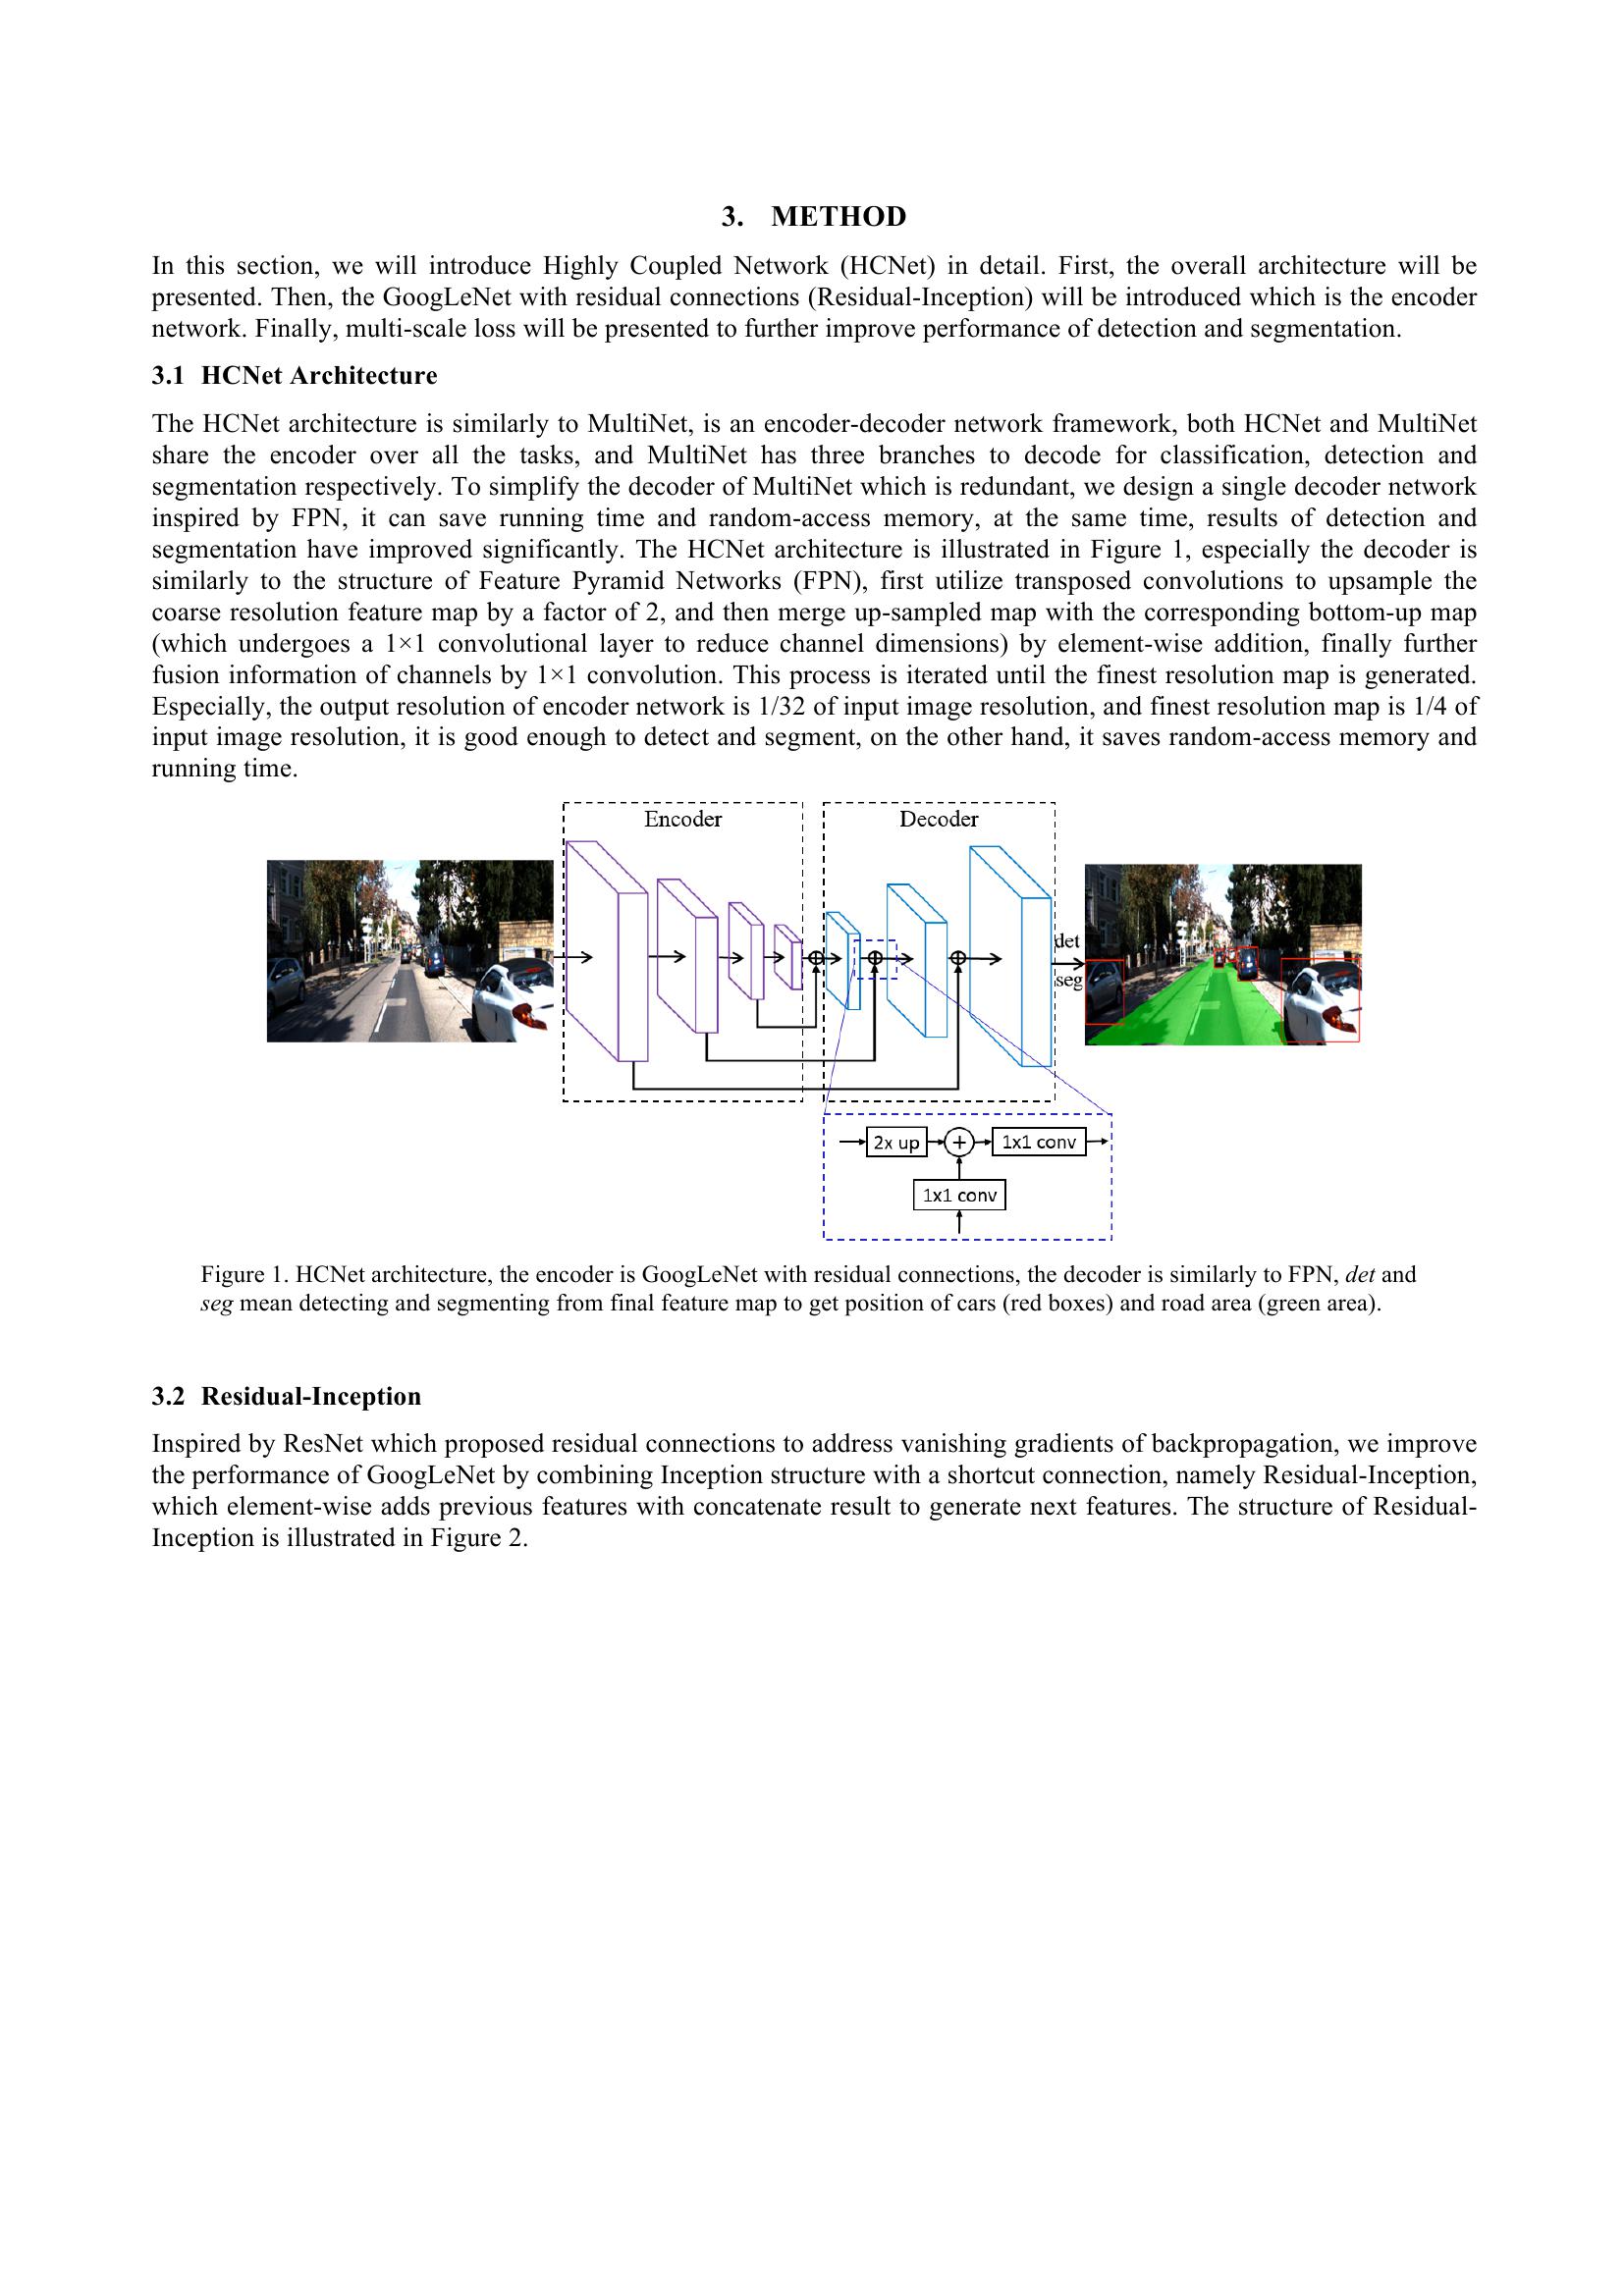 3. METHOD
In this section, we will introduce Highly Coupled Network (HCNet) in detail. First, the overall architecture will be
presented. Then, the GoogLeNet with residual connections (Residual-Inception) will be introduced which is the encoder
network. Finally, multi-scale loss will be presented to further improve performance of detection and segmentation.
3.1 HCNet Architecture
The HCNet architecture is similarly to MultiNet, is an encoder-decoder network framework, both HCNet and MultiNet
share the encoder over all the tasks, and MultiNet has three branches to decode for classification, detection and
segmentation respectively. To simplify the decoder of MultiNet which is redundant, we design a single decoder network
inspired by FPN, it can save running time and random-access memory, at the same time, results of detection and
segmentation have improved significantly. The HCNet architecture is illustrated in Figure 1, especially the decoder is
similarly to the structure of Feature Pyramid Networks (FPN), first utilize transposed convolutions to upsample the
coarse resolution feature map by a factor of 2, and then merge up-sampled map with the corresponding bottom-up map
(which undergoes a 1×1 convolutional layer to reduce channel dimensions) by element-wise addition, finally further
fusion information of channels by 1×1 convolution. This process is iterated until the finest resolution map is generated.
Especially, the output resolution of encoder network is 1/32 of input image resolution, and finest resolution map is 1/4 of
input image resolution, it is good enough to detect and segment, on the other hand, it saves random-access memory and
running time.
Encoder
Decoder
det
seg
2x up
+
1x1 conv
1x1 conv
Figure 1. HCNet architecture, the encoder is GoogLeNet with residual connections, the decoder is similarly to FPN, det and
seg mean detecting and segmenting from final feature map to get position of cars (red boxes) and road area (green area).
3.2 Residual-Inception
Inspired by ResNet which proposed residual connections to address vanishing gradients of backpropagation, we improve
the performance of GoogLeNet by combining Inception structure with a shortcut connection, namely Residual-Inception,
which element-wise adds previous features with concatenate result to generate next features. The structure of Residual-
Inception is illustrated in Figure 2.